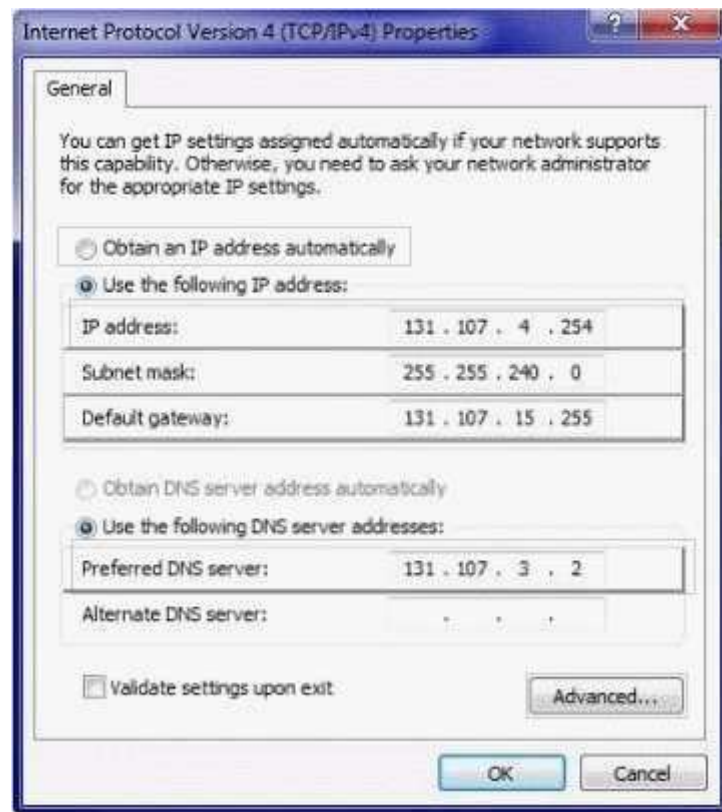 Internet Protocol Version 4 (TCP/IPv4) Properties
? X
General
You can get IP settings assigned automatically if your network supports
this capability. Otherwise, you need to ask your network administrator
for the appropriate IP settings.
Obtain an IP address automatically
Use the following IP address:
IP address: 131 . 107 . 4 . 254
Subnet mask: 255 . 255 . 240 . 0
Default gateway: 131 . 107 . 15 . 255
Obtain DNS server address automatically
Use the following DNS server addresses:
Preferred DNS server: 131 . 107 . 3 . 2
Alternate DNS server: . . .
Validate settings upon exit
Advanced...
OK Cancel